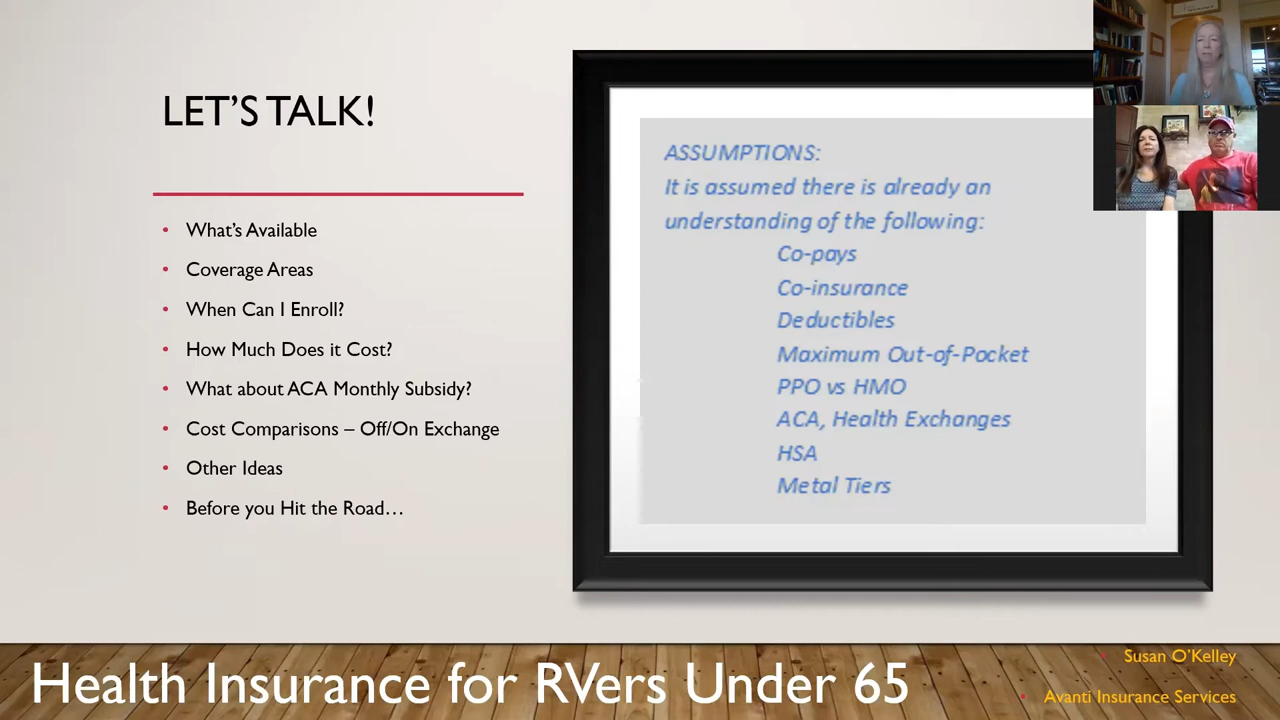 LET'S TALK!
What's Available
Coverage Areas
When Can I Enroll?
How Much Does it Cost?
What about ACA Monthly Subsidy?
Cost Comparisons – Off/On Exchange
Other Ideas
Before you Hit the Road…
ASSUMPTIONS:
It is assumed there is already an
understanding of the following:
Co-pays
Co-insurance
Deductibles
Maximum Out-of-Pocket
PPO vs HMO
ACA, Health Exchanges
HSA
Metal Tiers
Health Insurance for RVers Under 65
Susan O'Kelley
Avanti Insurance Services